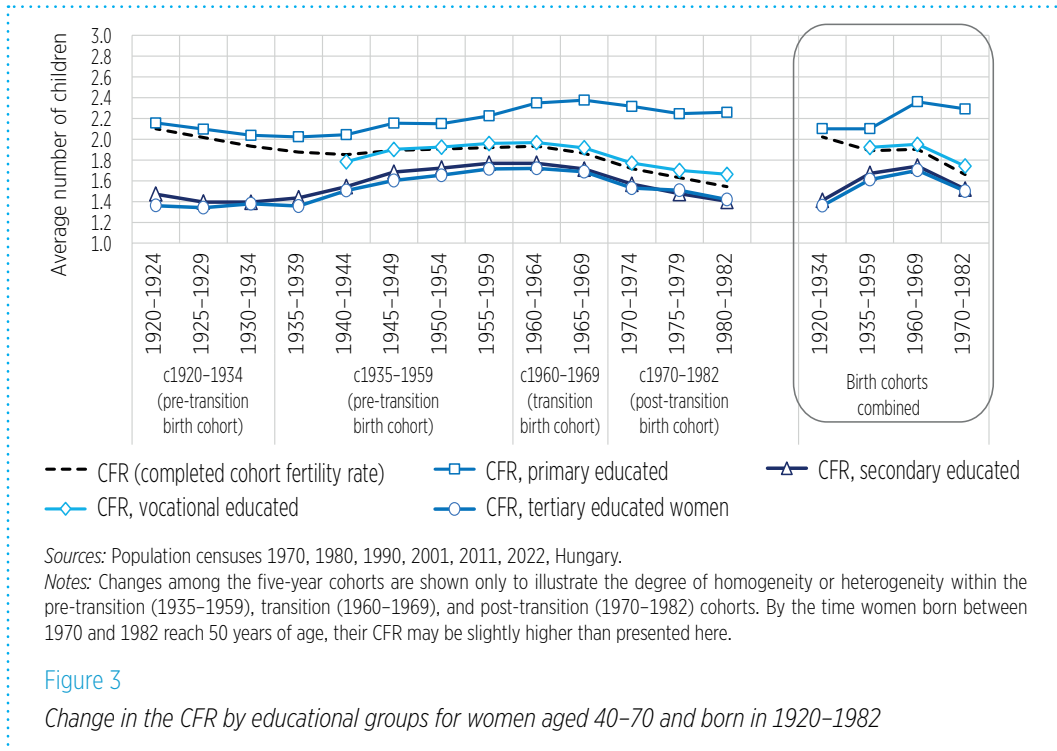 Average number of children
3.0
2.8
2.6
2.4
2.2
2.0
1.8
1.6
1.4
1.2
1.0
1920–1924
1925–1929
1930–1934
1935–1939
1940–1944
1945–1949
1950–1954
1955–1959
1960–1964
1965–1969
1970–1974
1975–1979
1980–1982
1920–1934
1935–1959
1960–1969
1970–1982
c1920–1934
(pre-transition
birth cohort)
c1935–1959
(pre-transition
birth cohort)
c1960–1969
(transition
birth cohort)
c1970–1982
(post-transition
birth cohort)
Birth cohorts
combined
CFR (completed cohort fertility rate)
CFR, primary educated
CFR, secondary educated
CFR, vocational educated
CFR, tertiary educated women
Sources: Population censuses 1970, 1980, 1990, 2001, 2011, 2022, Hungary.
Notes: Changes among the five-year cohorts are shown only to illustrate the degree of homogeneity or heterogeneity within the
pre-transition (1935–1959), transition (1960–1969), and post-transition (1970–1982) cohorts. By the time women born between
1970 and 1982 reach 50 years of age, their CFR may be slightly higher than presented here.
Figure 3
Change in the CFR by educational groups for women aged 40–70 and born in 1920–1982